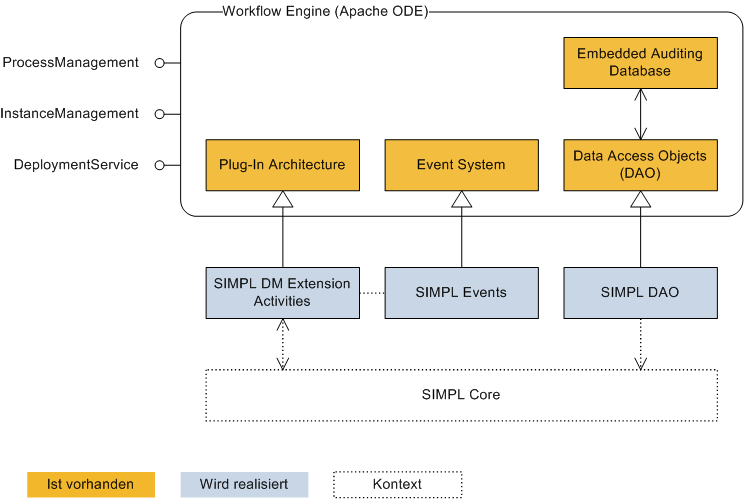 Workflow Engine (Apache ODE)
ProcessManagement
InstanceManagement
DeploymentService
Embedded Auditing
Database
Plug-In Architecture
Event System
Data Access Objects
(DAO)
SIMPL DM Extension
Activities
SIMPL Events
SIMPL DAO
SIMPL Core
Ist vorhanden
Wird realisiert
Kontext